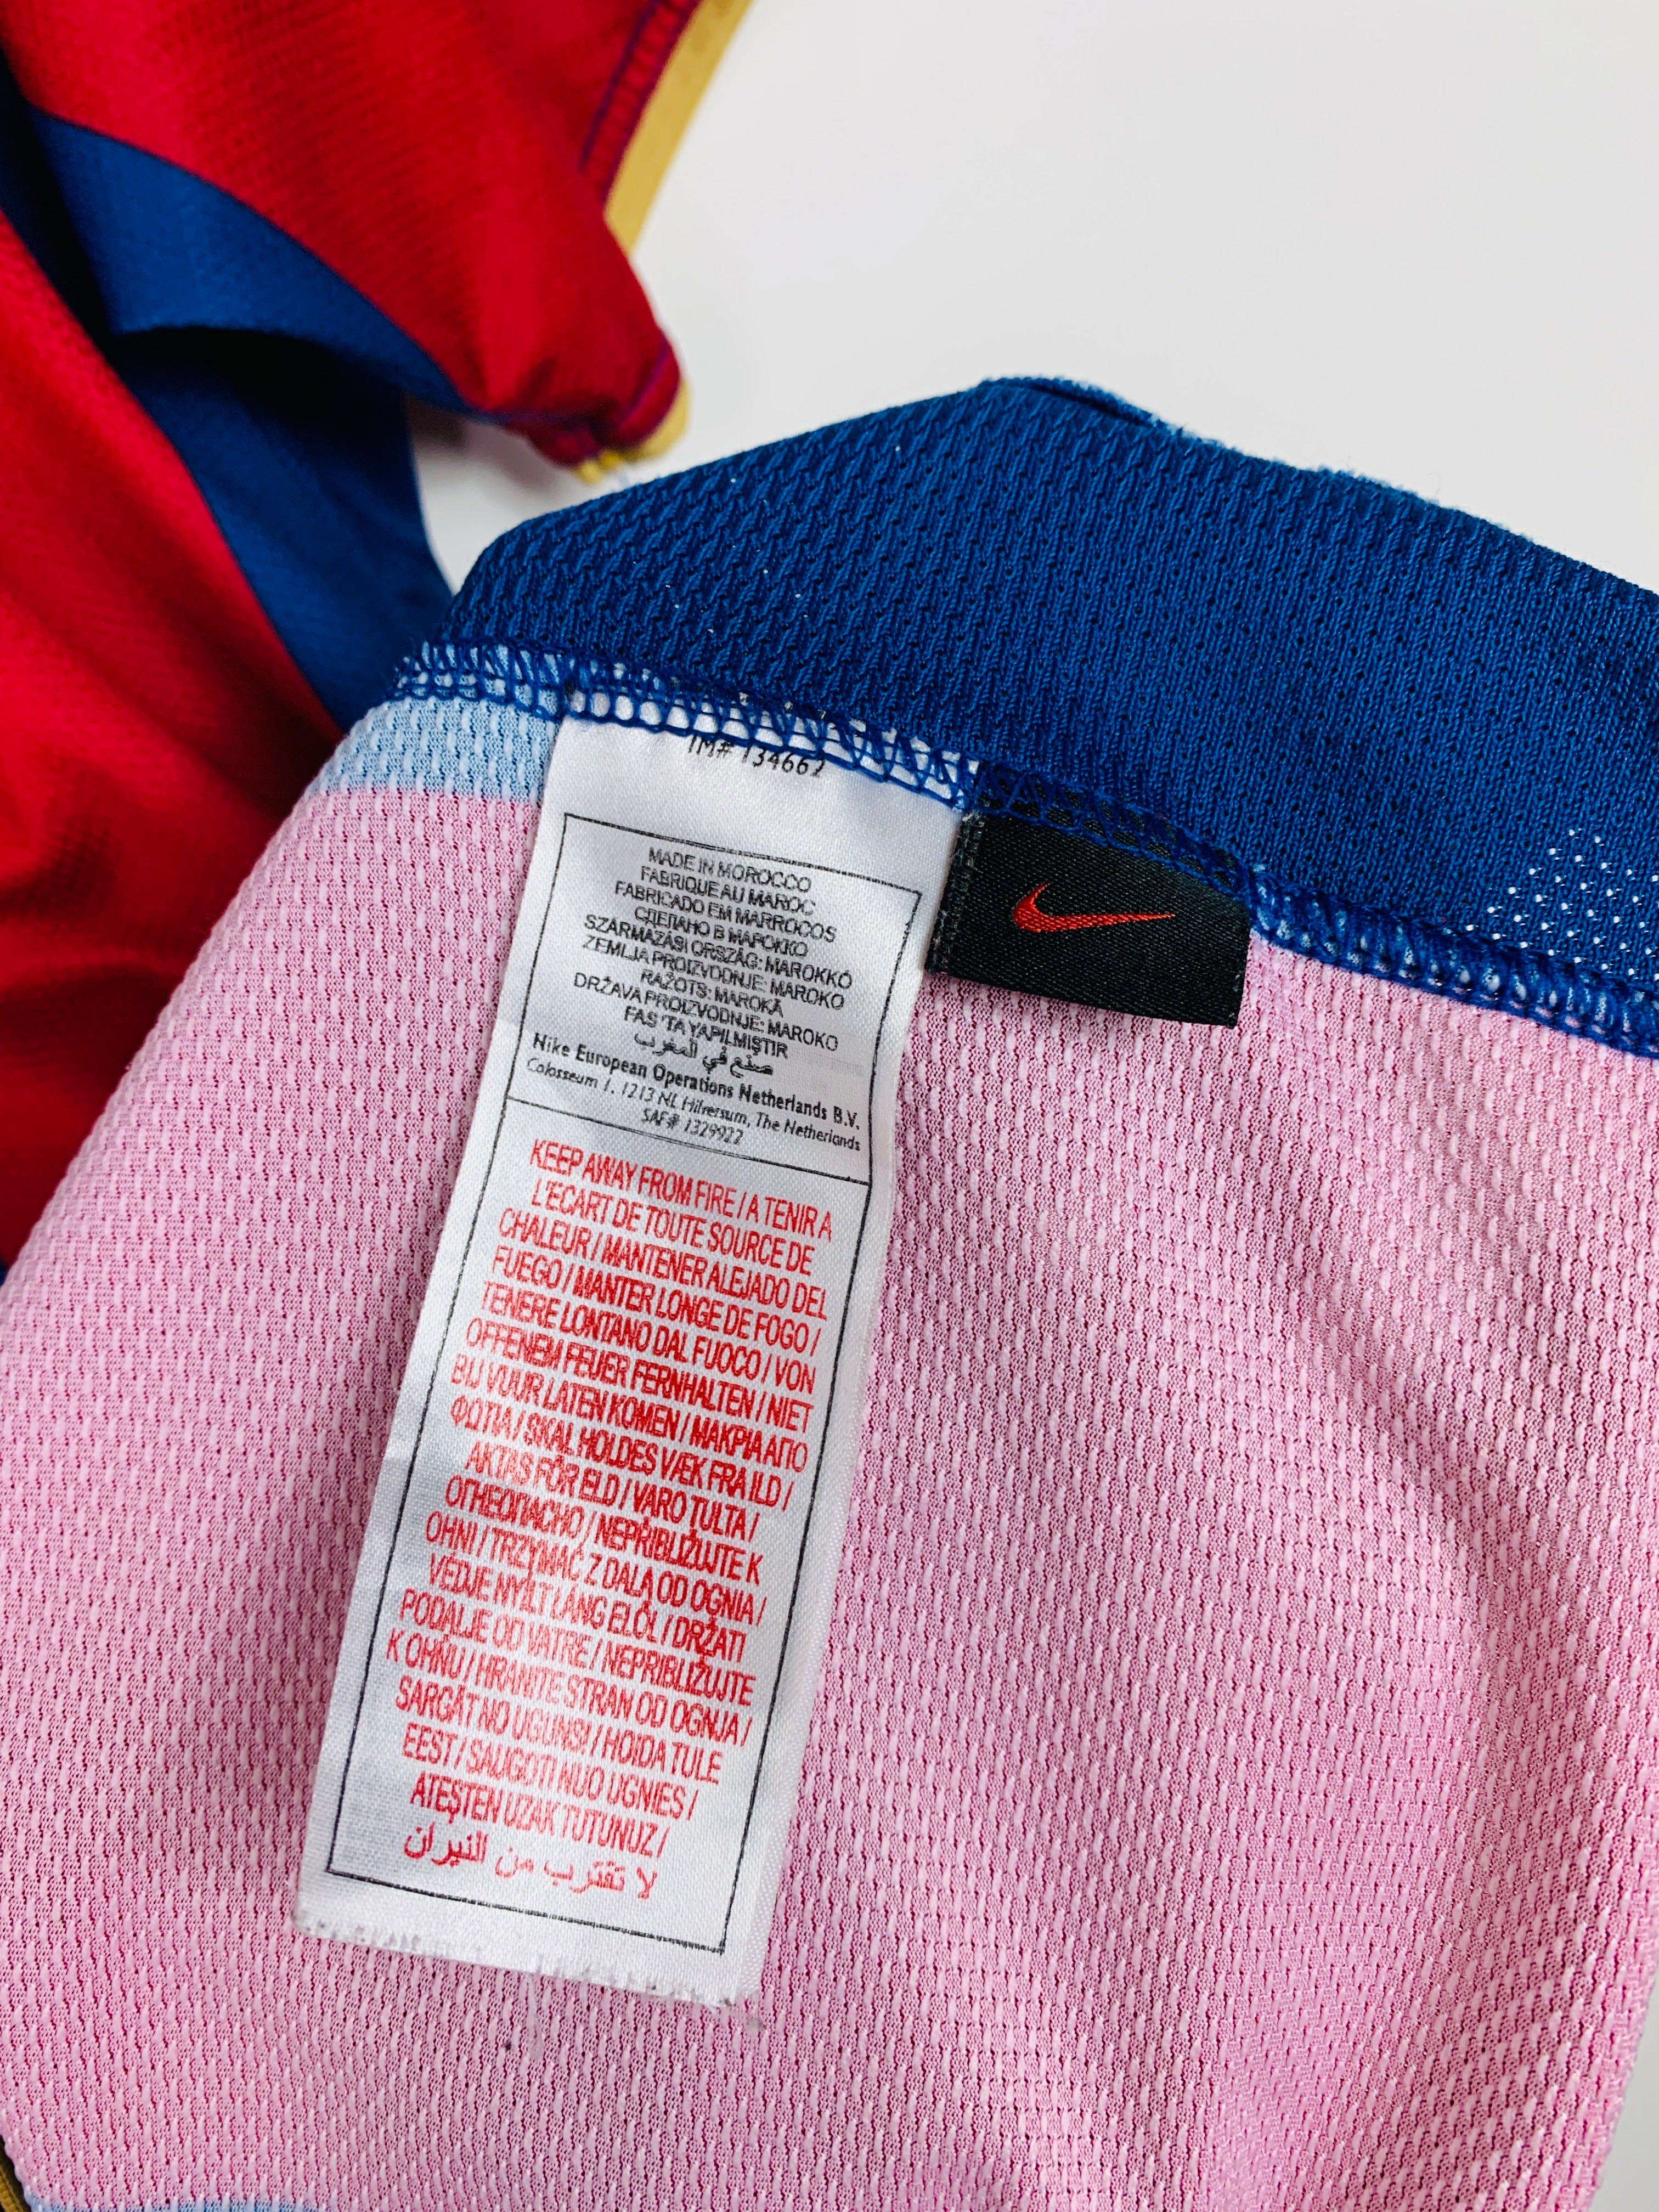 IM# 134662
MADE IN MOROCCO
FABRIQUE AU MAROC
FABRICADO EM MARROCOS
СДЕЛАНО В МАРОККО
SZÁRMAZÁSI ORSZÁG: MAROKKÓ
ZEMLJA PROIZVODNJE: MAROKO
RAŽOTS: MAROKĀ
DRŽAVA PROIZVODNJE: MAROKO
FAS 'TA YAPILMIŞTIR
صنع في المغرب
Nike European Operations Netherlands B.V.
Colosseum 1, 1213 NL Hilversum, The Netherlands
SAF# 1329922
KEEP AWAY FROM FIRE / A TENIR A
L'ECART DE TOUTE SOURCE DE
CHALEUR / MANTENER ALEJADO DEL
FUEGO / MANTER LONGE DE FOGO /
TENERE LONTANO DAL FUOCO / VON
OFFENEM FEUER FERNHALTEN / NIET
BIJ VUUR LATEN KOMEN / ΜΑΚΡΙΑ ΑΠΟ
ΦΩΤΙΑ / SKAL HOLDES VÆK FRA ILD /
AKTAS FÖR ELD / VARO TULTA /
ОГНЕОПАСНО / NEPŘIBLIŽUJTE K
OHNI / TRZYMAĆ Z DALA OD OGNIA /
VÉDJE NYÍLT LÁNG ELŐL / DRŽATI
PODALJE OD VATRE / NEPRIBLIŽUJTE
K OHŇU / HRANITE STRAN OD OGNJA /
SARGĀT NO UGUNS! / HOIDA TULE
EEST / SAUGOTI NUO UGNIES /
ATEŞTEN UZAK TUTUNUZ /
لا تقترب من النيران